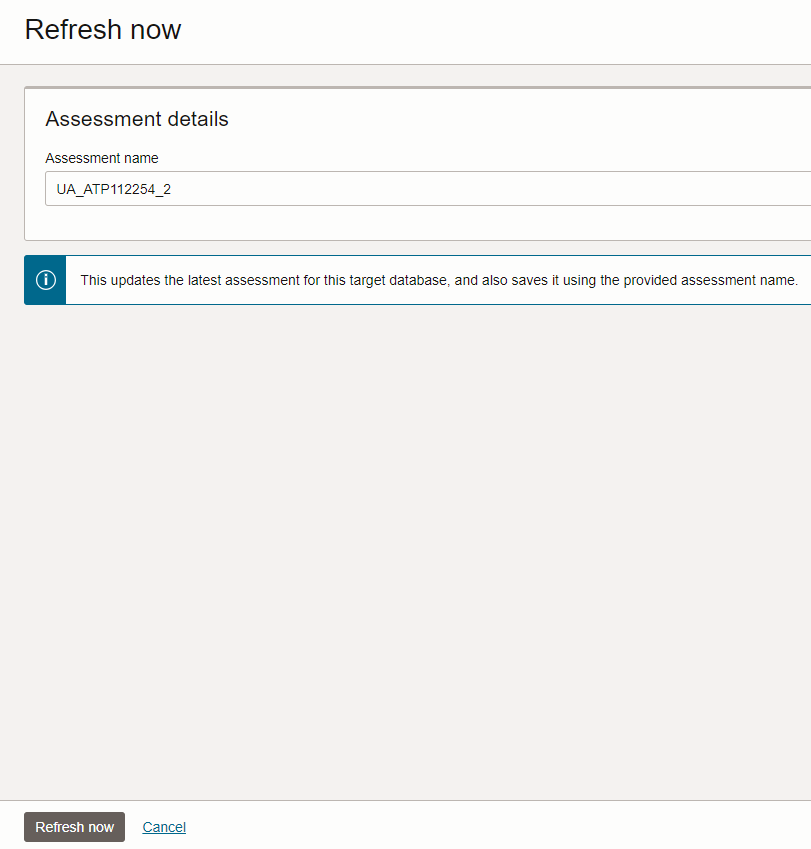 Refresh now
Assessment details
Assessment name
UA_ATP112254_2
This updates the latest assessment for this target database, and also saves it using the provided assessment name.
Refresh now Cancel